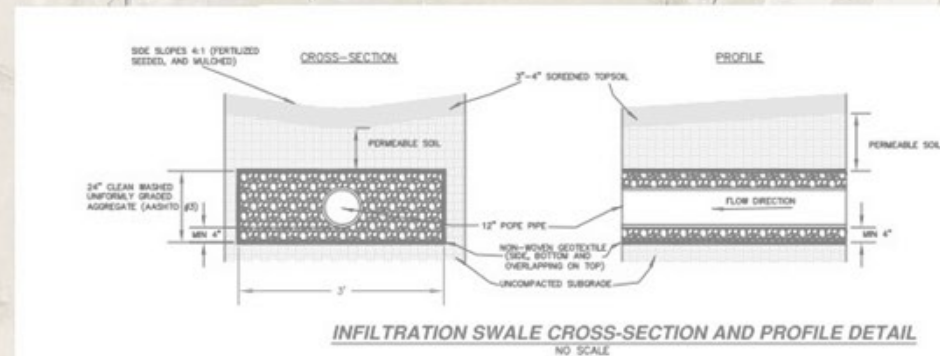 SIDE SLOPES 4:1 (FERTILIZED
SEEDED, AND MULCHED)
CROSS-SECTION
PROFILE
3"-4" SCREENED TOPSOIL
PERMEABLE SOIL
PERMEABLE SOIL
24" CLEAN WASHED
UNIFORMLY GRADED
AGGREGATE (AASHTO #3)
FLOW DIRECTION
12" POPE PIPE
MIN 4"
MIN 4"
NON-WOVEN GEOTEXTILE
(SIDE, BOTTOM AND
OVERLAPPING ON TOP)
UNCOMPACTED SUBGRADE
3'
INFILTRATION SWALE CROSS-SECTION AND PROFILE DETAIL
NO SCALE